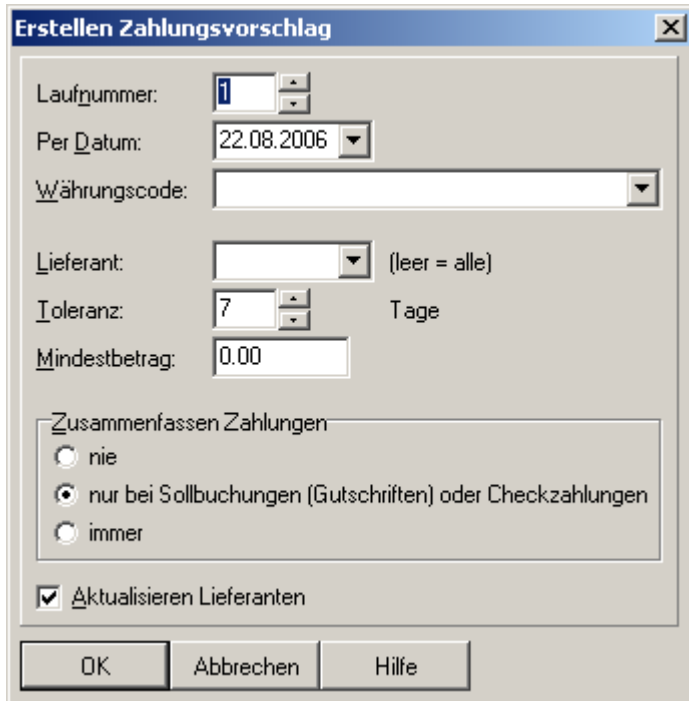 Erstellen Zahlungsvorschlag
Laufnummer: 1
Per Datum: 22.08.2006
Währungscode:
Lieferant: (leer = alle)
Toleranz: 7 Tage
Mindestbetrag: 0.00
Zusammenfassen Zahlungen
nie
nur bei Sollbuchungen (Gutschriften) oder Checkzahlungen
immer
Aktualisieren Lieferanten
OK Abbrechen Hilfe